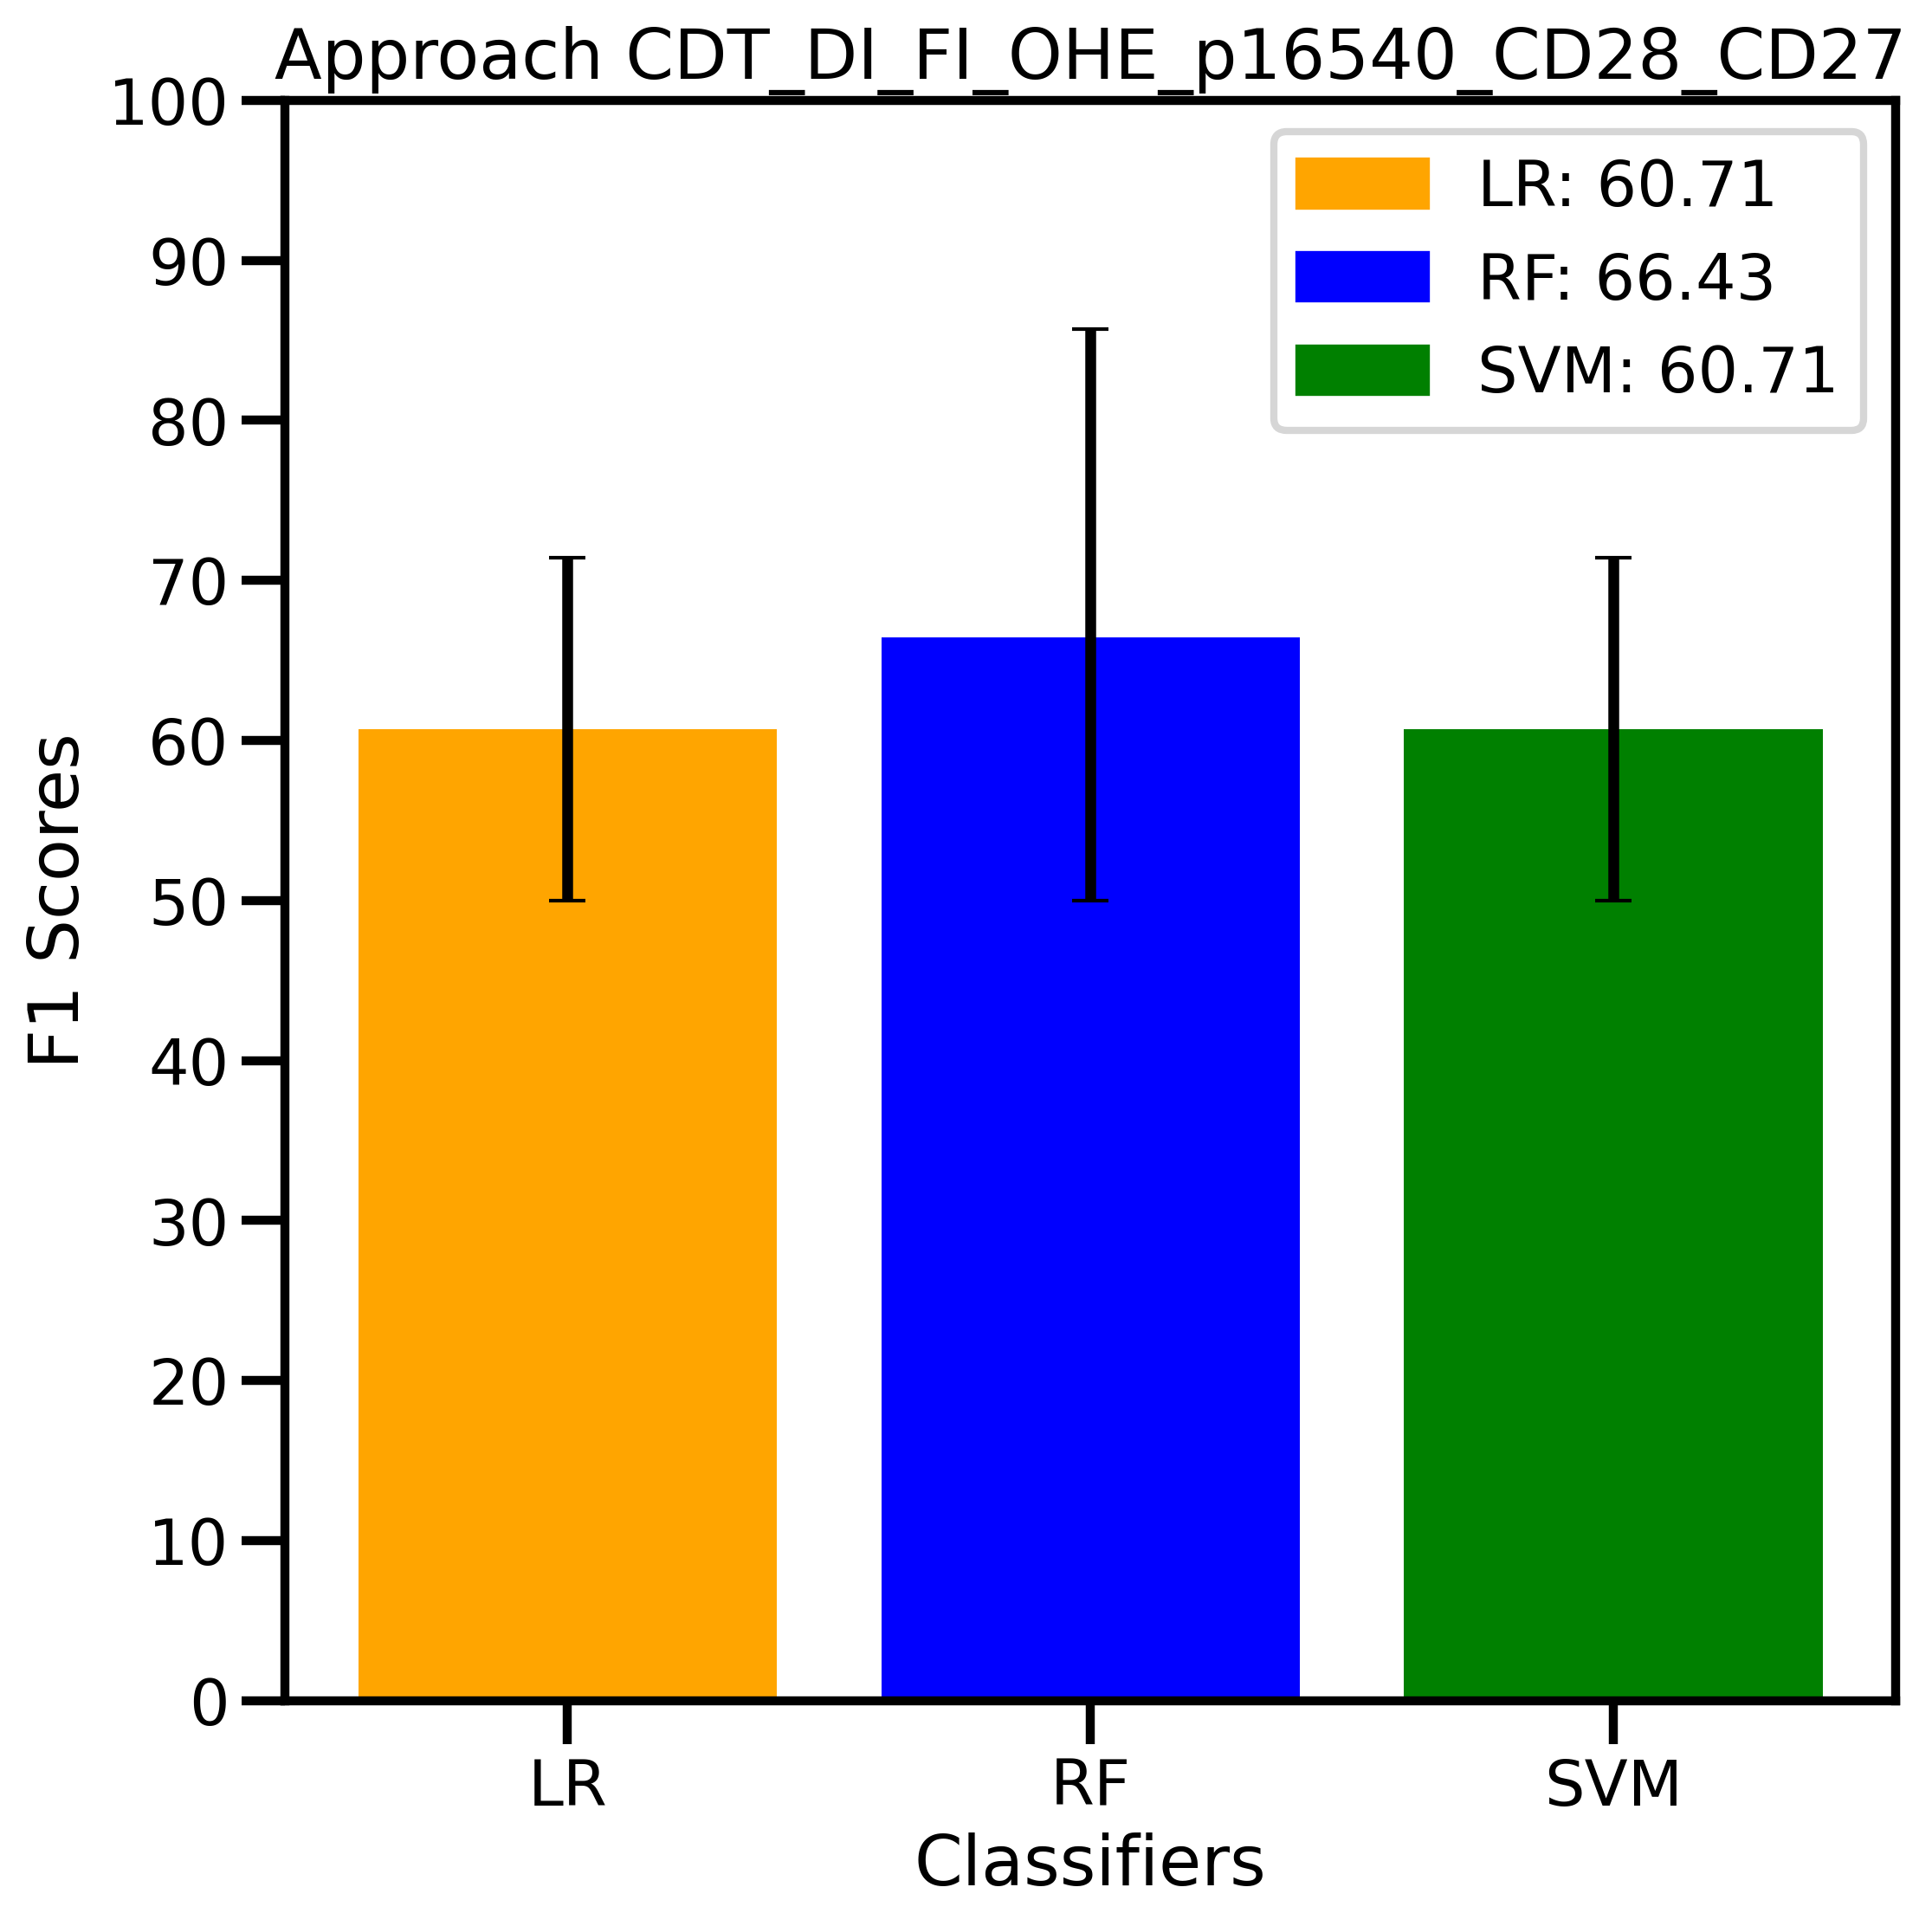 Approach CDT_DI_FI_OHE_p16540_CD28_CD27
LR: 60.71
RF: 66.43
SVM: 60.71
F1 Scores
100
90
80
70
60
50
40
30
20
10
0
LR
RF
SVM
Classifiers